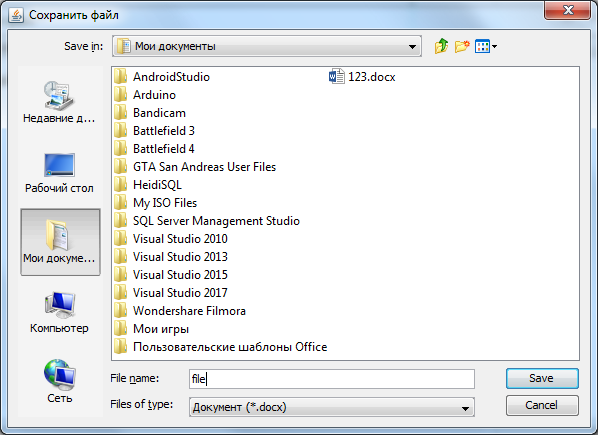 Сохранить файл
Save in: Мои документы
Недавние д...
Рабочий стол
Мои докуме...
Компьютер
Сеть
AndroidStudio
Arduino
Bandicam
Battlefield 3
Battlefield 4
GTA San Andreas User Files
HeidiSQL
My ISO Files
SQL Server Management Studio
Visual Studio 2010
Visual Studio 2013
Visual Studio 2015
Visual Studio 2017
Wondershare Filmora
Мои игры
Пользовательские шаблоны Office
123.docx
File name: file
Save
Files of type: Документ (*.docx)
Cancel